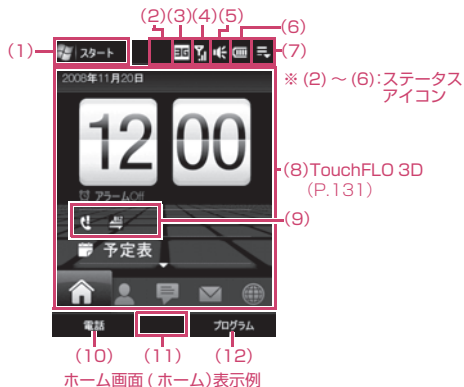 (2)(3)(4)(5)
(6)
(1)
スタート
3G
(7)
2008年11月20日
※(2)～(6):ステータス
アイコン
12 00
(8)TouchFLO 3D
(P.131)
アラームOff
(9)
予定表
電話
プログラム
(10)
(11)
(12)
ホーム画面(ホーム)表示例